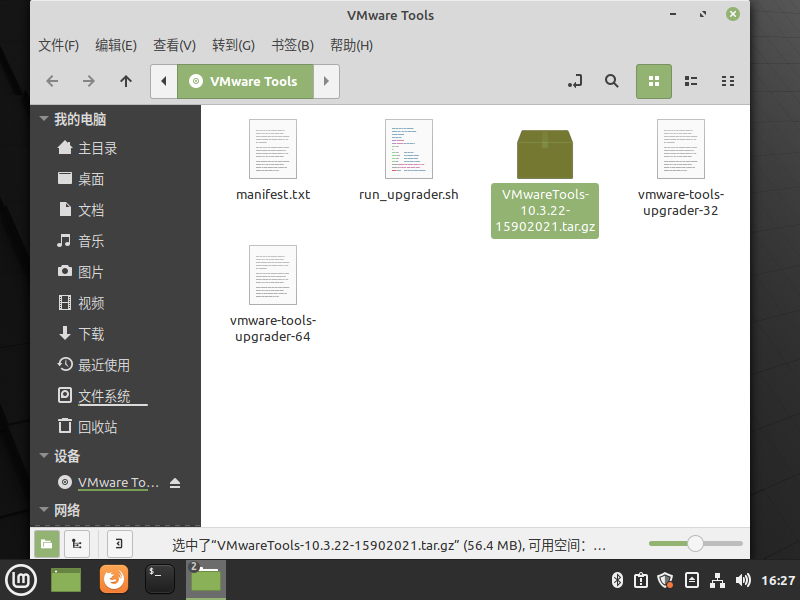 VMware Tools
文件(F) 编辑(E) 查看(V) 转到(G) 书签(B) 帮助(H)
VMware Tools
我的电脑
主目录
桌面
文档
音乐
图片
视频
下载
最近使用
文件系统
回收站
设备
VMware To...
网络
manifest.txt
run_upgrader.sh
VMwareTools-
10.3.22-
15902021.tar.gz
vmware-tools-
upgrader-32
vmware-tools-
upgrader-64
选中了“VMwareTools-10.3.22-15902021.tar.gz” (56.4 MB), 可用空间：...
$_
2
16:27